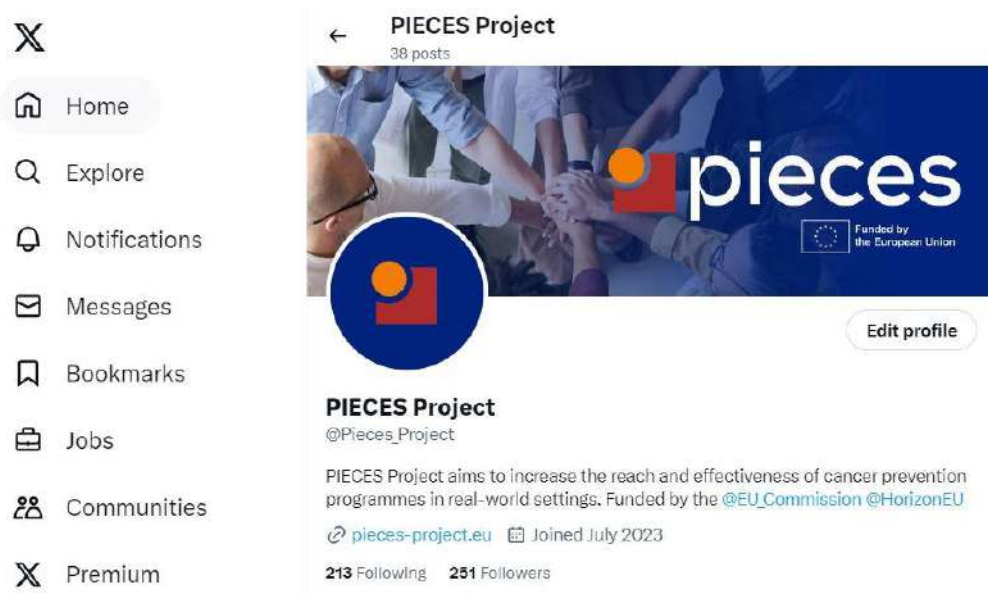 Home
Explore
Notifications
Messages
Bookmarks
Jobs
Communities
Premium
PIECES Project
38 posts
pieces
Funded by
the European Union
Edit profile
PIECES Project
@Pieces_Project
PIECES Project aims to increase the reach and effectiveness of cancer prevention
programmes in real-world settings. Funded by the @EU_Commission @HorizonEU
pieces-project.eu Joined July 2023
213 Following 251 Followers